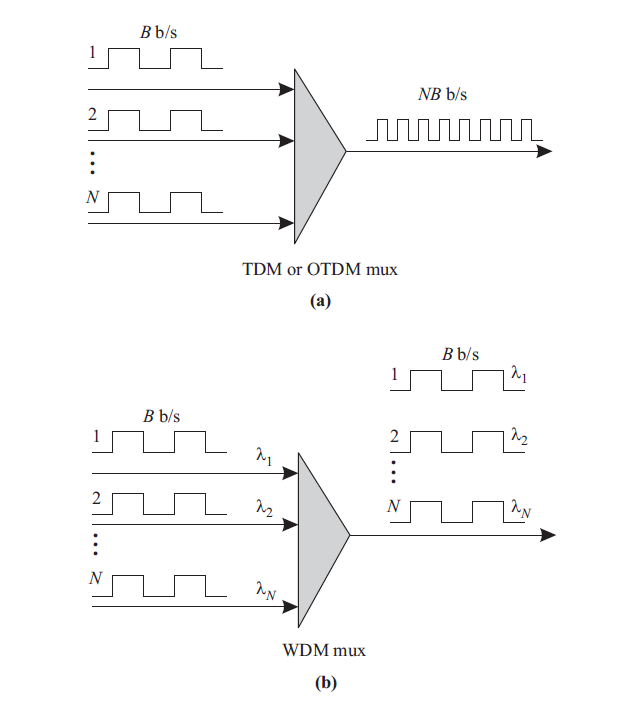 B b/s
1
NB b/s
2
⋮
N
TDM or OTDM mux
(a)
B b/s
1 λ1
B b/s
1
λ1
2 λ2
2
λ2
⋮
⋮
N λN
N
λN
WDM mux
(b)